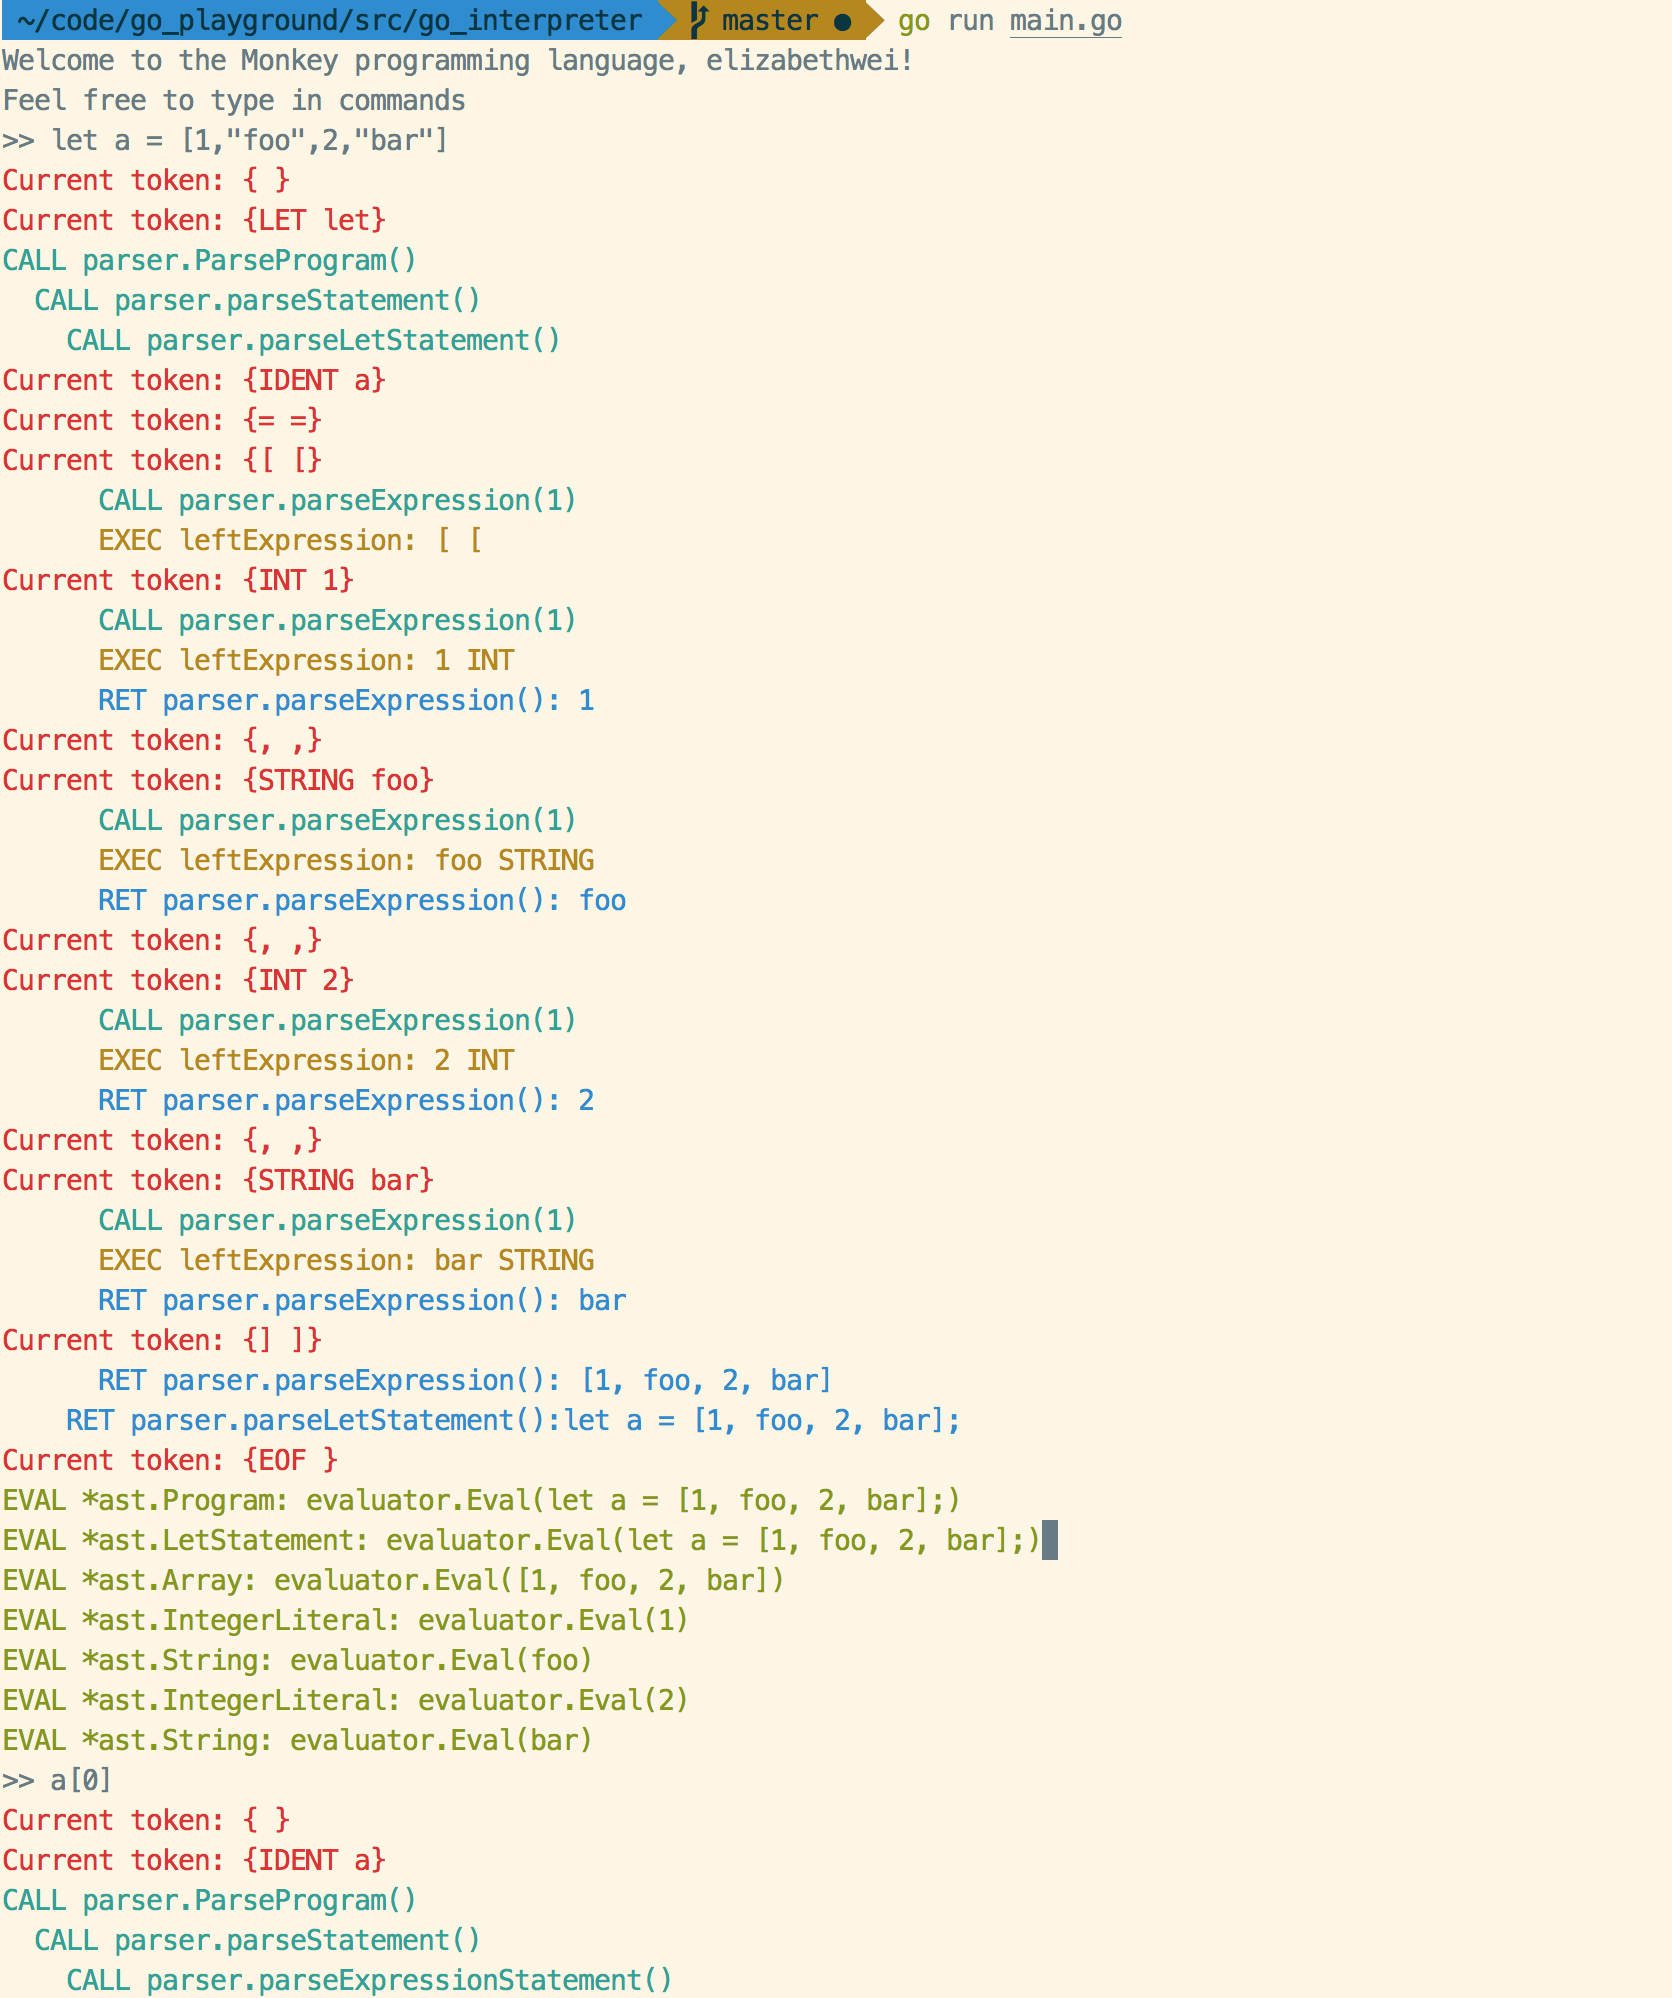 ~/code/go_playground/src/go_interpreter master ● go run main.go
Welcome to the Monkey programming language, elizabethwei!
Feel free to type in commands
>> let a = [1,"foo",2,"bar"]
Current token: { }
Current token: {LET let}
CALL parser.ParseProgram()
  CALL parser.parseStatement()
    CALL parser.parseLetStatement()
Current token: {IDENT a}
Current token: {= =}
Current token: {[ [}
      CALL parser.parseExpression(1)
      EXEC leftExpression: [ [
Current token: {INT 1}
      CALL parser.parseExpression(1)
      EXEC leftExpression: 1 INT
      RET parser.parseExpression(): 1
Current token: {, ,}
Current token: {STRING foo}
      CALL parser.parseExpression(1)
      EXEC leftExpression: foo STRING
      RET parser.parseExpression(): foo
Current token: {, ,}
Current token: {INT 2}
      CALL parser.parseExpression(1)
      EXEC leftExpression: 2 INT
      RET parser.parseExpression(): 2
Current token: {, ,}
Current token: {STRING bar}
      CALL parser.parseExpression(1)
      EXEC leftExpression: bar STRING
      RET parser.parseExpression(): bar
Current token: {] ]}
      RET parser.parseExpression(): [1, foo, 2, bar]
    RET parser.parseLetStatement():let a = [1, foo, 2, bar];
Current token: {EOF }
EVAL *ast.Program: evaluator.Eval(let a = [1, foo, 2, bar];)
EVAL *ast.LetStatement: evaluator.Eval(let a = [1, foo, 2, bar];)
EVAL *ast.Array: evaluator.Eval([1, foo, 2, bar])
EVAL *ast.IntegerLiteral: evaluator.Eval(1)
EVAL *ast.String: evaluator.Eval(foo)
EVAL *ast.IntegerLiteral: evaluator.Eval(2)
EVAL *ast.String: evaluator.Eval(bar)
>> a[0]
Current token: { }
Current token: {IDENT a}
CALL parser.ParseProgram()
  CALL parser.parseStatement()
    CALL parser.parseExpressionStatement()